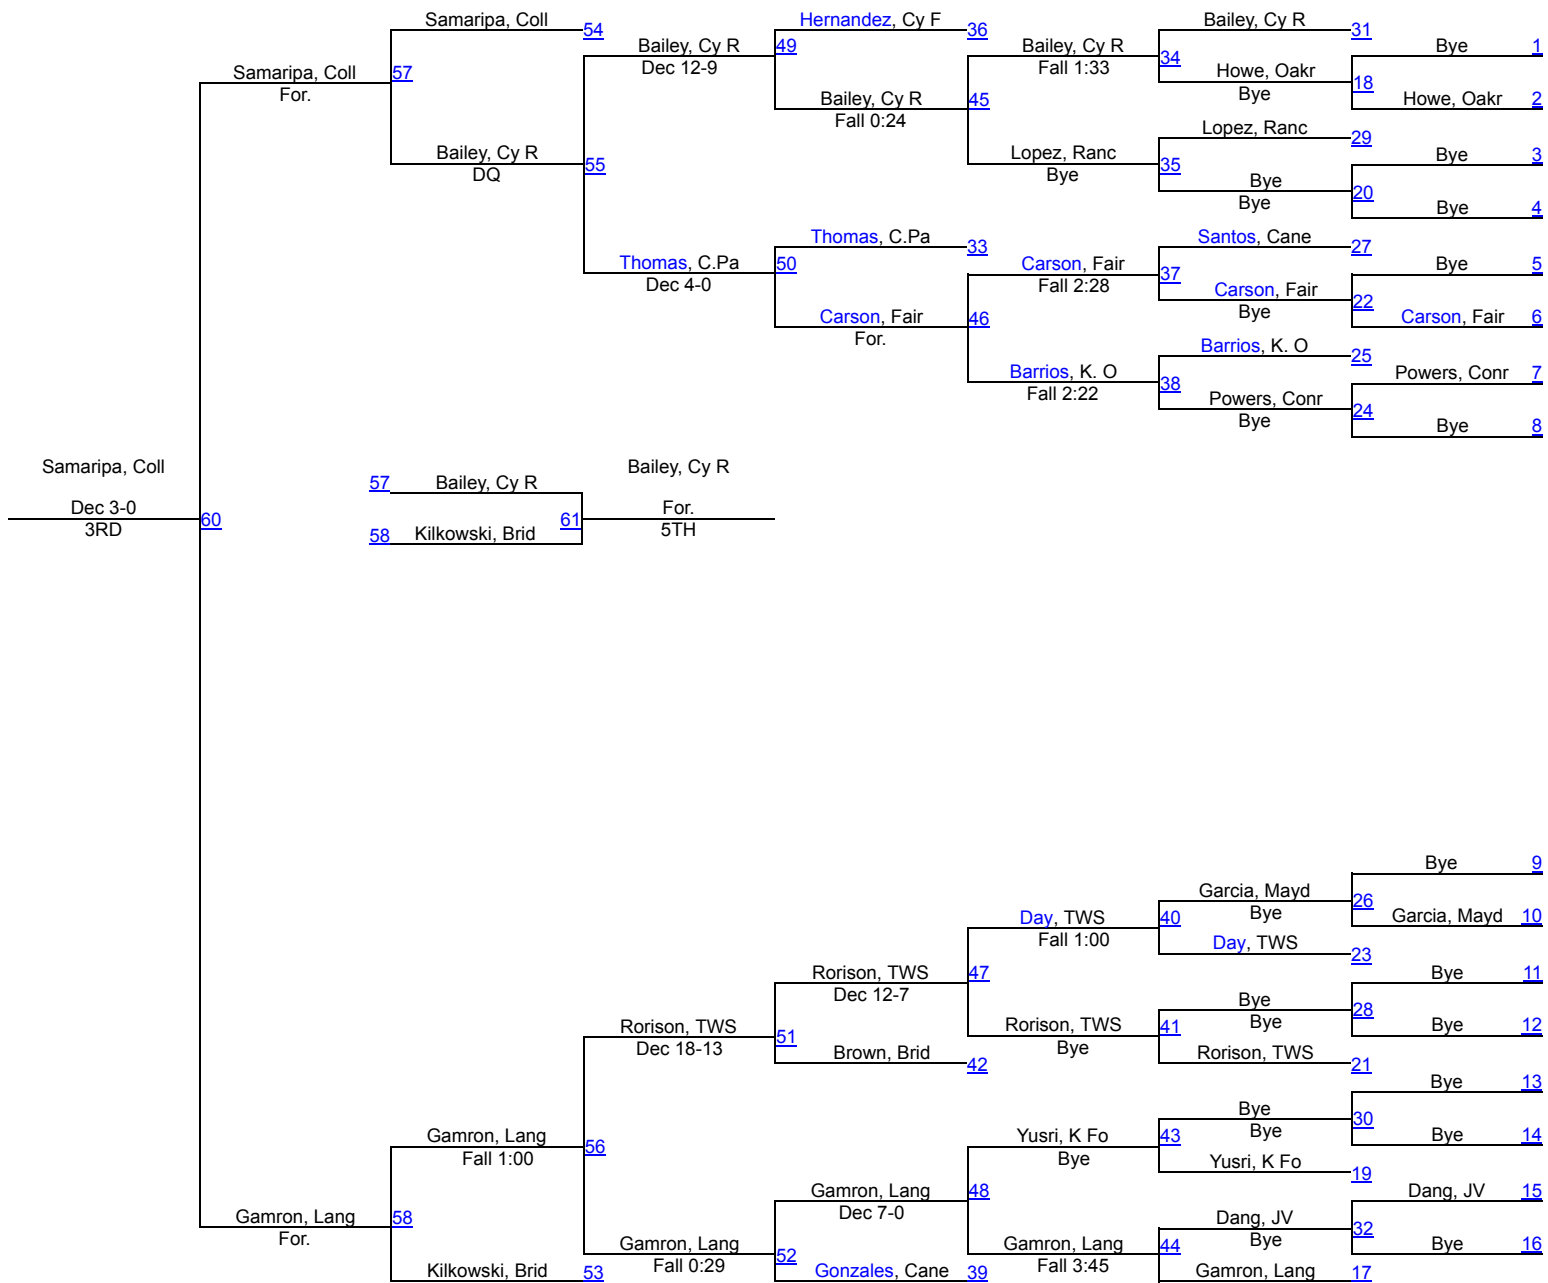 Samaripa, Coll
54
Hernandez, Cy F
36
Bailey, Cy R
31
Bailey, Cy R
Dec 12-9
49
Bailey, Cy R
Fall 1:33
34
Bye
1
Samaripa, Coll
For.
57
Howe, Oakr
Bye
18
Bailey, Cy R
Fall 0:24
45
Howe, Oakr
2
Lopez, Ranc
29
Bailey, Cy R
DQ
55
Lopez, Ranc
Bye
35
Bye
3
Bye
Bye
20
Bye
4
Thomas, C.Pa
33
Santos, Cane
27
Thomas, C.Pa
Dec 4-0
50
Carson, Fair
Fall 2:28
37
Bye
5
Carson, Fair
Bye
22
Carson, Fair
For.
46
Carson, Fair
6
Barrios, K. O
25
Barrios, K. O
Fall 2:22
38
Powers, Conr
7
Powers, Conr
Bye
24
Bye
8
Samaripa, Coll
Bailey, Cy R
57
Bailey, Cy R
Dec 3-0
3RD
60
61
For.
5TH
58
Kilkowski, Brid
Bye
9
Garcia, Mayd
Bye
26
Day, TWS
Fall 1:00
40
Garcia, Mayd
10
Day, TWS
23
Rorison, TWS
Dec 12-7
47
Bye
11
Bye
Bye
28
Rorison, TWS
Dec 18-13
51
Rorison, TWS
Bye
41
Bye
12
Brown, Brid
42
Rorison, TWS
21
Bye
13
Bye
Bye
30
Gamron, Lang
Fall 1:00
56
Yusri, K Fo
Bye
43
Bye
14
Yusri, K Fo
19
Gamron, Lang
Dec 7-0
48
Dang, JV
15
Gamron, Lang
For.
58
Dang, JV
Bye
32
Gamron, Lang
Fall 0:29
52
Gamron, Lang
Fall 3:45
44
Bye
16
Kilkowski, Brid
53
Gonzales, Cane
39
Gamron, Lang
17